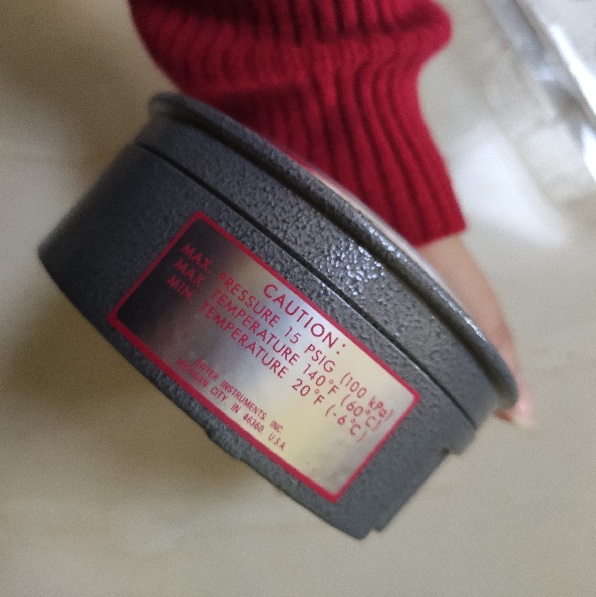 CAUTION:
MAX. PRESSURE 15 PSIG (100 kPa)
MAX. TEMPERATURE 140°F (60°C)
MIN. TEMPERATURE 20°F (-6°C)
DWYER INSTRUMENTS, INC.
MICHIGAN CITY, IN 46360, U.S.A.